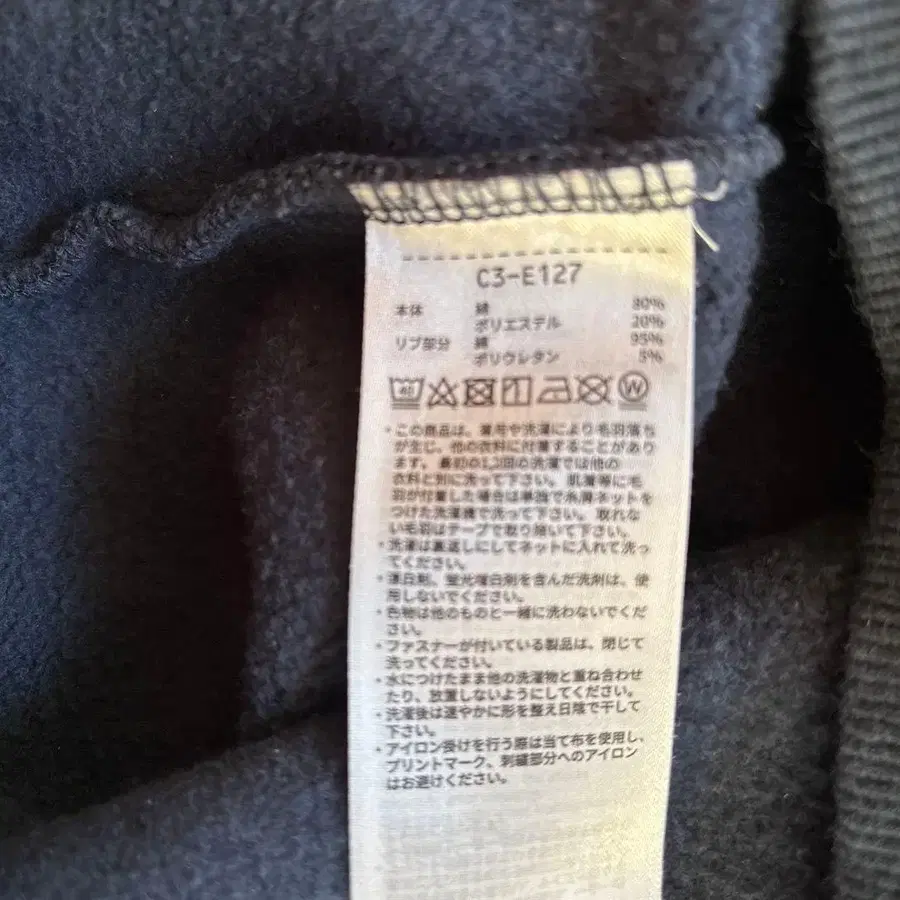 C3-E127
本体 綿 80%
ポリエステル 20%
リブ部分 綿 95%
ポリウレタン 5%
40 W
・この商品は、着用や洗濯により毛羽落ち
が生じ、他の衣料に付着することがあり
ます。最初の1,2回の洗濯では他の
衣料と別に洗って下さい。肌着等に毛
羽が付着した場合は単独で糸屑ネットを
つけた洗濯機で洗って下さい。取れな
い毛羽はテープで取り除いて下さい。
・洗濯は裏返しにしてネットに入れて洗っ
てください。
・漂白剤、蛍光増白剤を含んだ洗剤は、使
用しないでください。
・色物は他のものと一緒に洗わないでくだ
さい。
・ファスナーが付いている製品は、閉じて
洗ってください。
・水につけたまま他の洗濯物と重ね合わせ
たり、放置しないようにしてください。
・洗濯後は速やかに形を整え日陰で干して
下さい。
・アイロン掛けを行う際は当て布を使用し、
プリントマーク、刺繍部分へのアイロン
はお避けください。